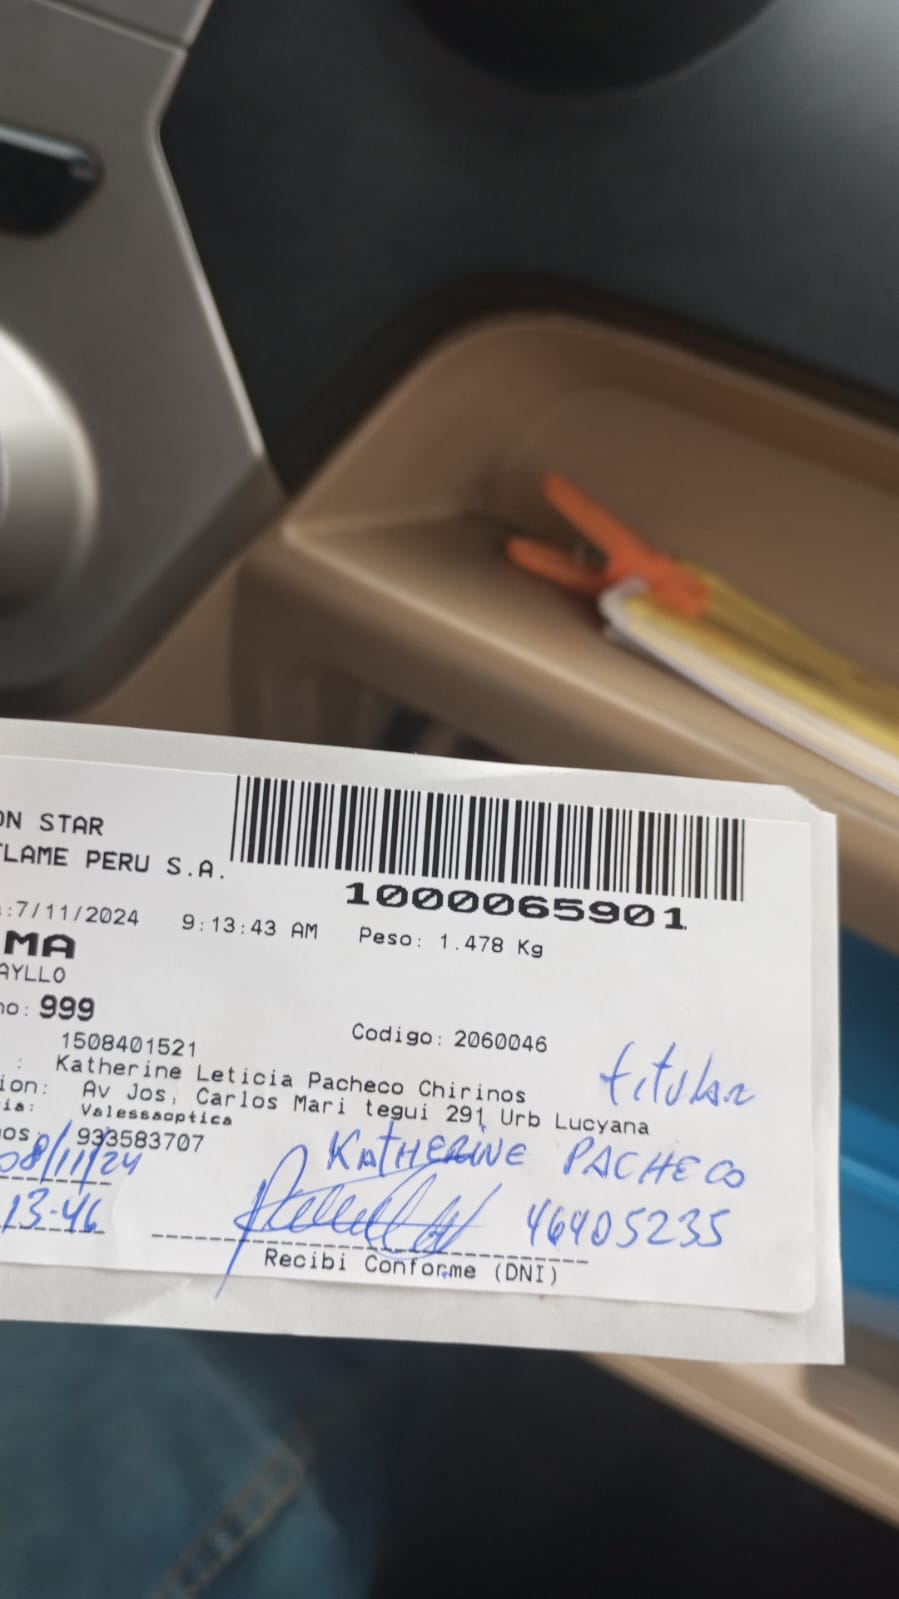 ON STAR
FLAME PERU S.A.
1000065901
:7/11/2024 9:13:43 AM Peso: 1.478 Kg
MA
AYLLO
no: 999
1508401521 Codigo: 2060046
: Katherine Leticia Pacheco Chirinos
titular
ion: Av Jos, Carlos Mari tegui 291 Urb Lucyana
ia: Valessaoptica
nos 933583707
08/11/24 KATHERINE PACHECO
13-46 46405235
Recibi Conforme (DNI)